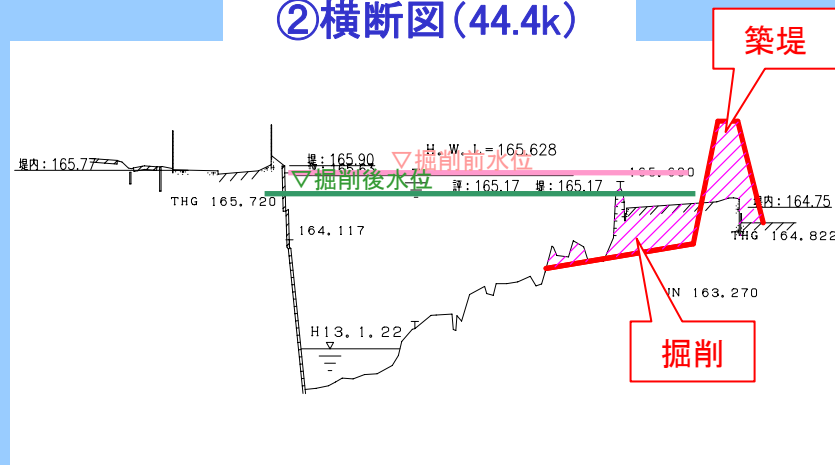 ②横断図(44.4k)
築堤
H.W.L=165.628
堤内:165.77
堤:165.90
▽掘削前水位
▽掘削後水位
評:165.17 堤:165.17
THG 165.720
堤内:164.75
164.117
THG 164.822
IN 163.270
H13.1.22
掘削